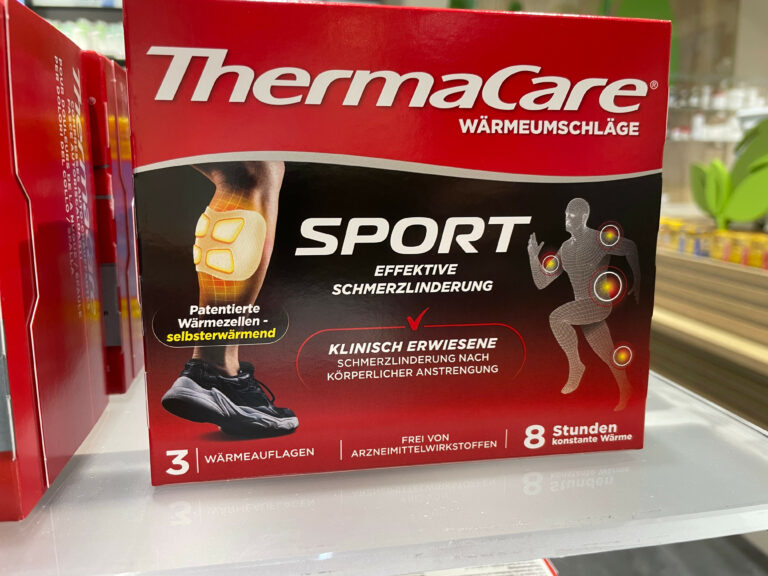 ThermaCare®
WÄRMEUMSCHLÄGE
SPORT
EFFEKTIVE
SCHMERZLINDERUNG
Patentierte
Wärmezellen -
selbsterwärmend
KLINISCH ERWIESENE
SCHMERZLINDERUNG NACH
KÖRPERLICHER ANSTRENGUNG
3 WÄRMEAUFLAGEN
FREI VON
ARZNEIMITTELWIRKSTOFFEN
8 Stunden
konstante Wärme